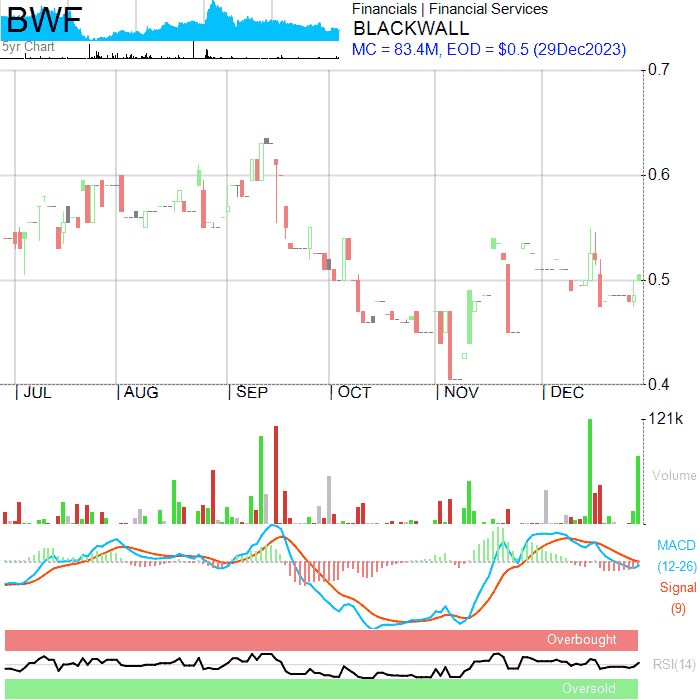 BWF
Financials | Financial Services
BLACKWALL
5yr Chart
MC = 83.4M, EOD = $0.5 (29Dec2023)
0.7
0.6
0.5
0.4
JUL
AUG
SEP
OCT
NOV
DEC
121k
Volume
MACD
(12-26)
Signal
(9)
Overbought
RSI(14)
Oversold